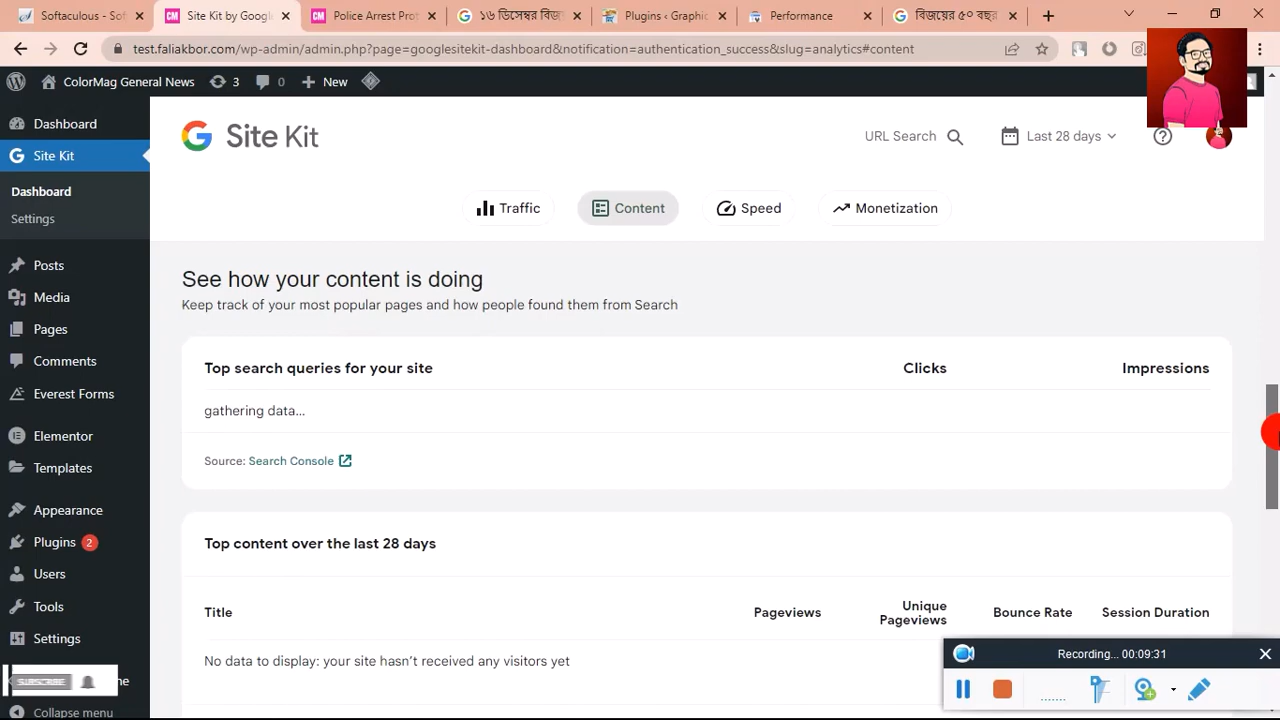 Softaculous - Sof
Site Kit by Google
Police Arrest Prot
১৬ ডিসেম্বর বিজ
Plugins ‹ Graphic
Performance
বিজয়ের ৫০ বছর
test.faliakbor.com/wp-admin/admin.php?page=googlesitekit-dashboard&notification=authentication_success&slug=analytics#content
ColorMag General News
3
0
New
Dashboard
Site Kit
Dashboard
Settings
Posts
Media
Pages
Comments
Everest Forms
Elementor
Templates
Appearance
Plugins 2
Users
Tools
Settings
SUBSCRIBE
me
Collapse menu
Site Kit
URL Search
Last 28 days
Traffic
Content
Speed
Monetization
See how your content is doing
Keep track of your most popular pages and how people found them from Search
Top search queries for your site Clicks Impressions
gathering data...
Source: Search Console
Top content over the last 28 days
Title Pageviews Unique Pageviews Bounce Rate Session Duration
No data to display: your site hasn't received any visitors yet
Recording... 00:09:31